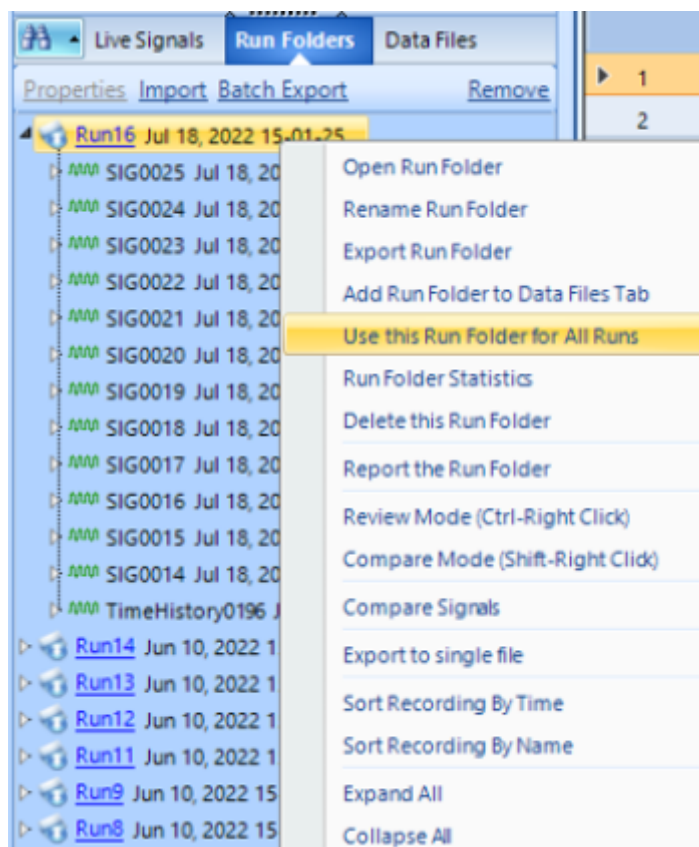 Live Signals Run Folders Data Files
Properties Import Batch Export Remove
1
2
Run16 Jul 18, 2022 15-01-25
SIG0025 Jul 18, 20
SIG0024 Jul 18, 20
SIG0023 Jul 18, 20
SIG0022 Jul 18, 20
SIG0021 Jul 18, 20
SIG0020 Jul 18, 20
SIG0019 Jul 18, 20
SIG0018 Jul 18, 20
SIG0017 Jul 18, 20
SIG0016 Jul 18, 20
SIG0015 Jul 18, 20
SIG0014 Jul 18, 20
TimeHistory0196 J
Run14 Jun 10, 2022 1
Run13 Jun 10, 2022 1
Run12 Jun 10, 2022 1
Run11 Jun 10, 2022 1
Run9 Jun 10, 2022 15
Run8 Jun 10, 2022 15
Open Run Folder
Rename Run Folder
Export Run Folder
Add Run Folder to Data Files Tab
Use this Run Folder for All Runs
Run Folder Statistics
Delete this Run Folder
Report the Run Folder
Review Mode (Ctrl-Right Click)
Compare Mode (Shift-Right Click)
Compare Signals
Export to single file
Sort Recording By Time
Sort Recording By Name
Expand All
Collapse All